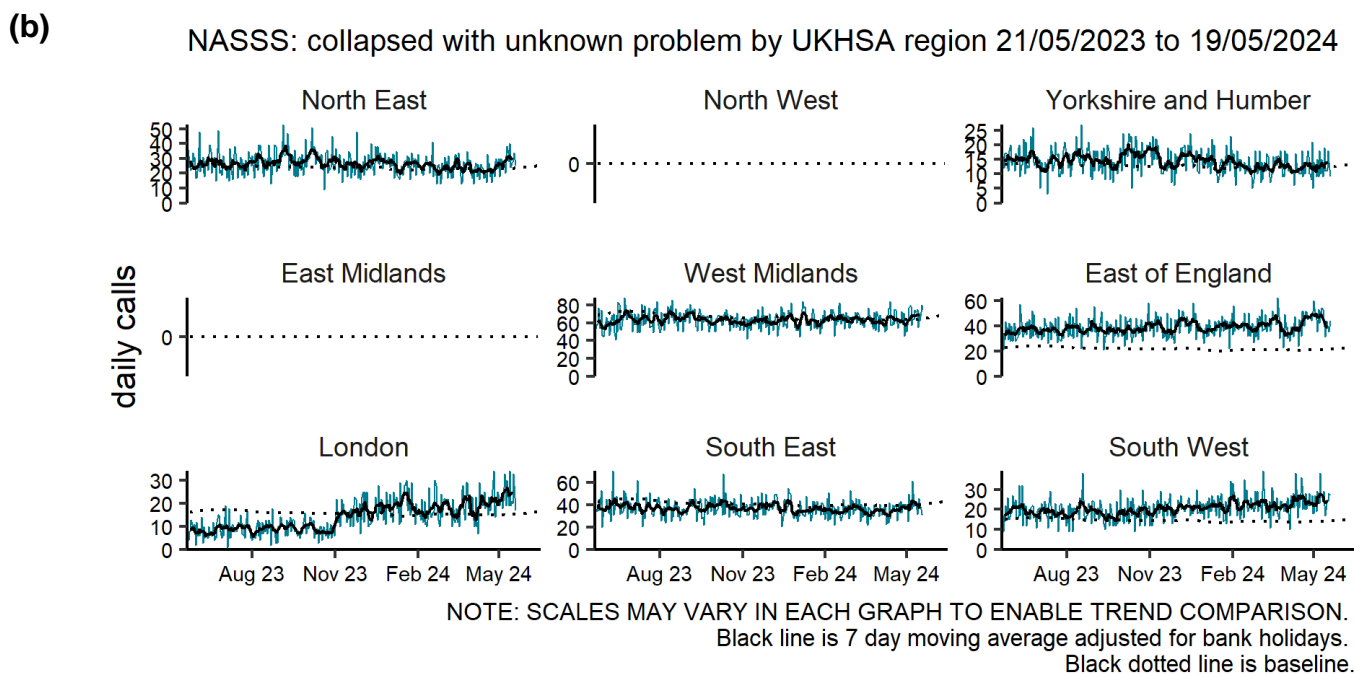 (b)
NASSS: collapsed with unknown problem by UKHSA region 21/05/2023 to 19/05/2024
North East
North West
Yorkshire and Humber
50
40
30
20
10
0
0
25
20
15
10
5
0
daily calls
East Midlands
West Midlands
East of England
0
80
60
40
20
0
60
40
20
0
London
South East
South West
30
20
10
0
60
40
20
0
30
20
10
0
Aug 23 Nov 23 Feb 24 May 24
Aug 23 Nov 23 Feb 24 May 24
Aug 23 Nov 23 Feb 24 May 24
NOTE: SCALES MAY VARY IN EACH GRAPH TO ENABLE TREND COMPARISON.
Black line is 7 day moving average adjusted for bank holidays.
Black dotted line is baseline.